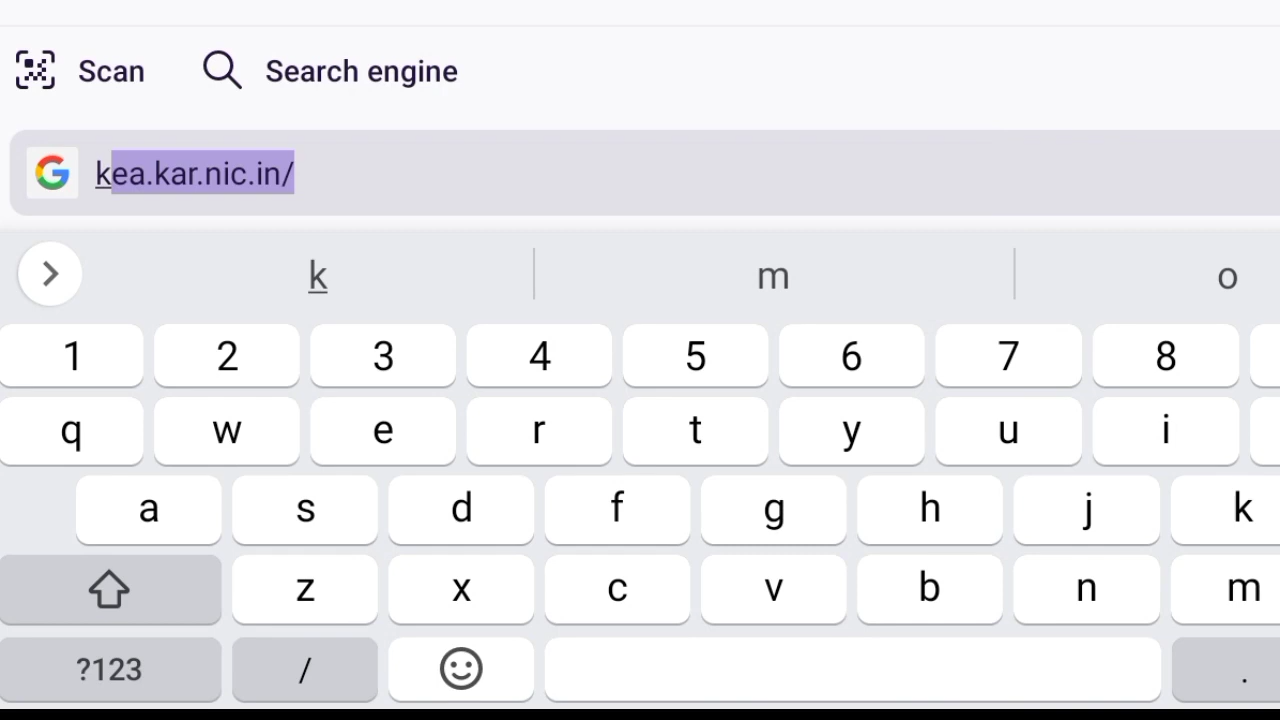 Scan Search engine
kea.kar.nic.in/
k m o
1 2 3 4 5 6 7 8
q w e r t y u i
a s d f g h j k
z x c v b n m
?123 / .